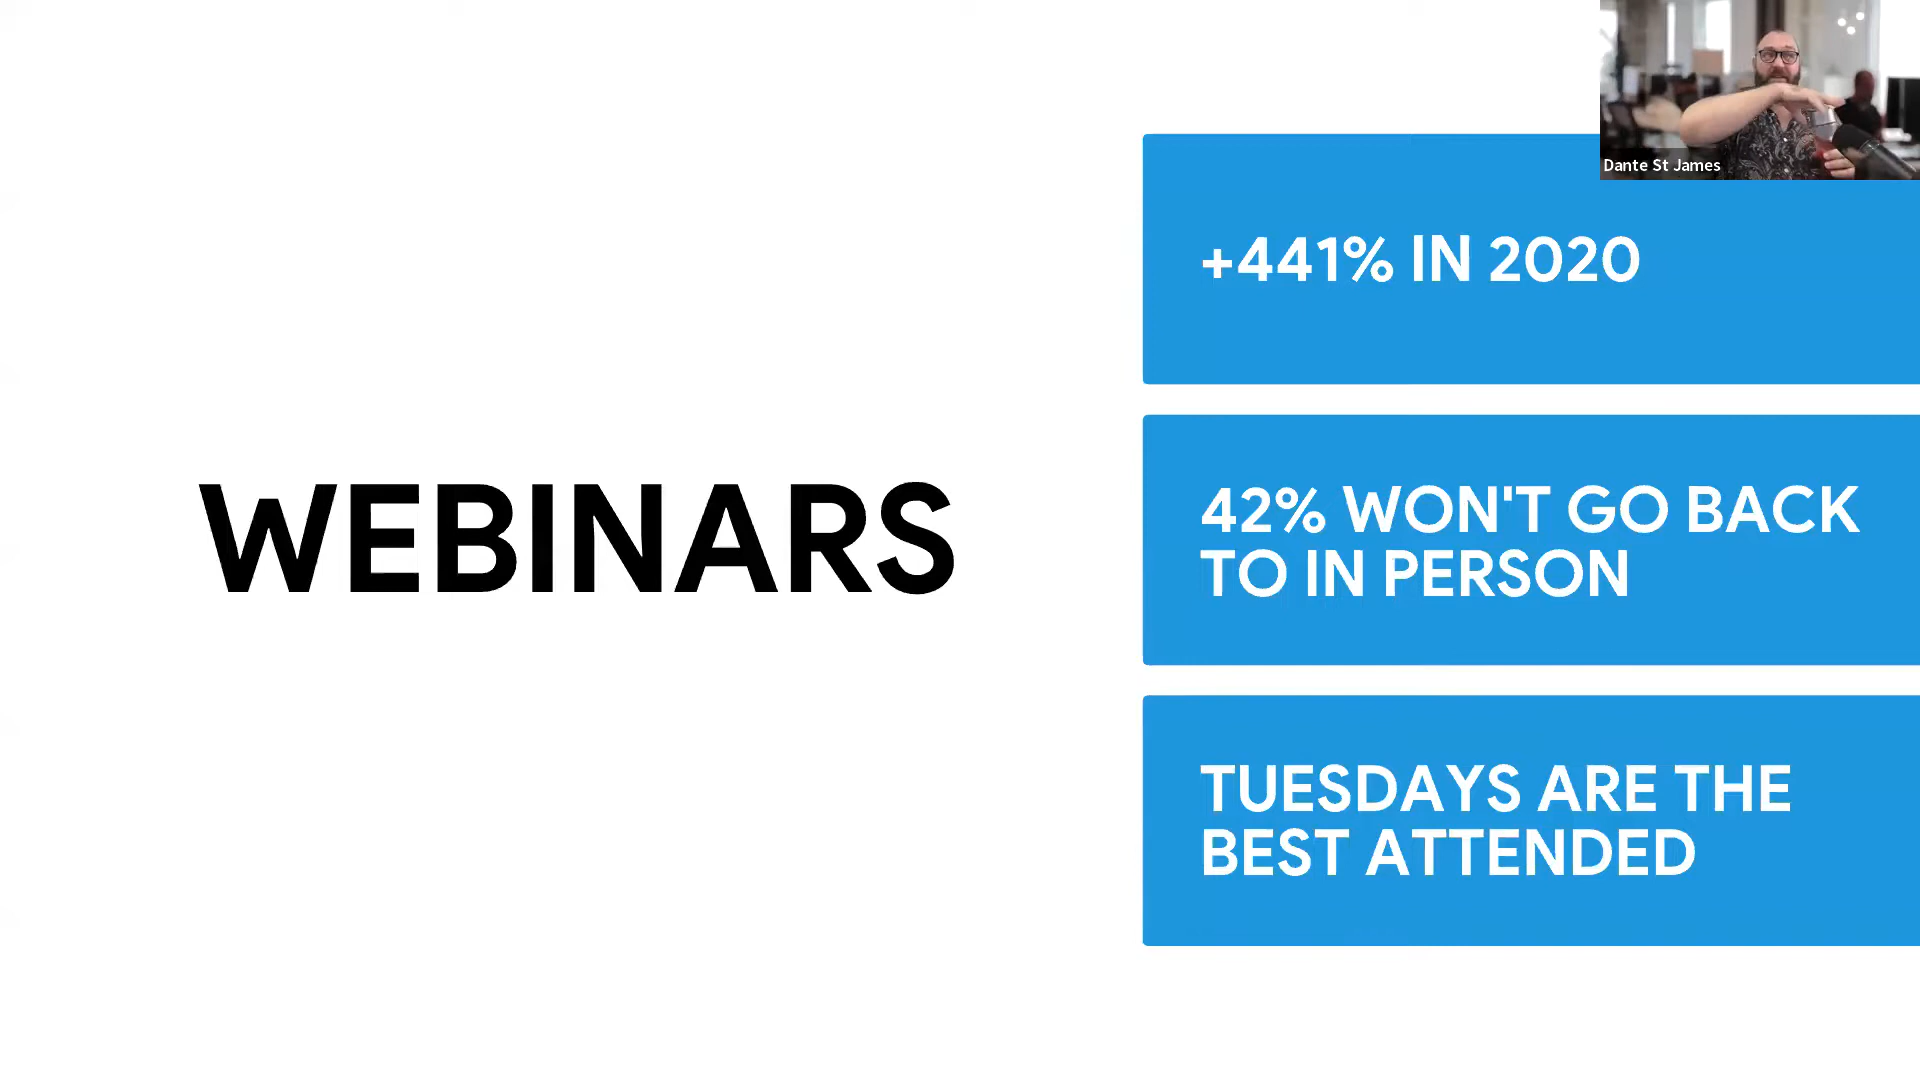 Dante St James
+441% IN 2020
WEBINARS
42% WON'T GO BACK
TO IN PERSON
TUESDAYS ARE THE
BEST ATTENDED